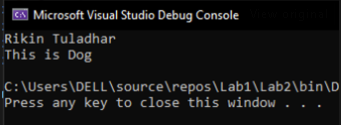 Microsoft Visual Studio Debug Console
Rikin Tuladhar
This is Dog
C:\Users\DELL\source\repos\Lab1\Lab2\bin\D
Press any key to close this window . . .